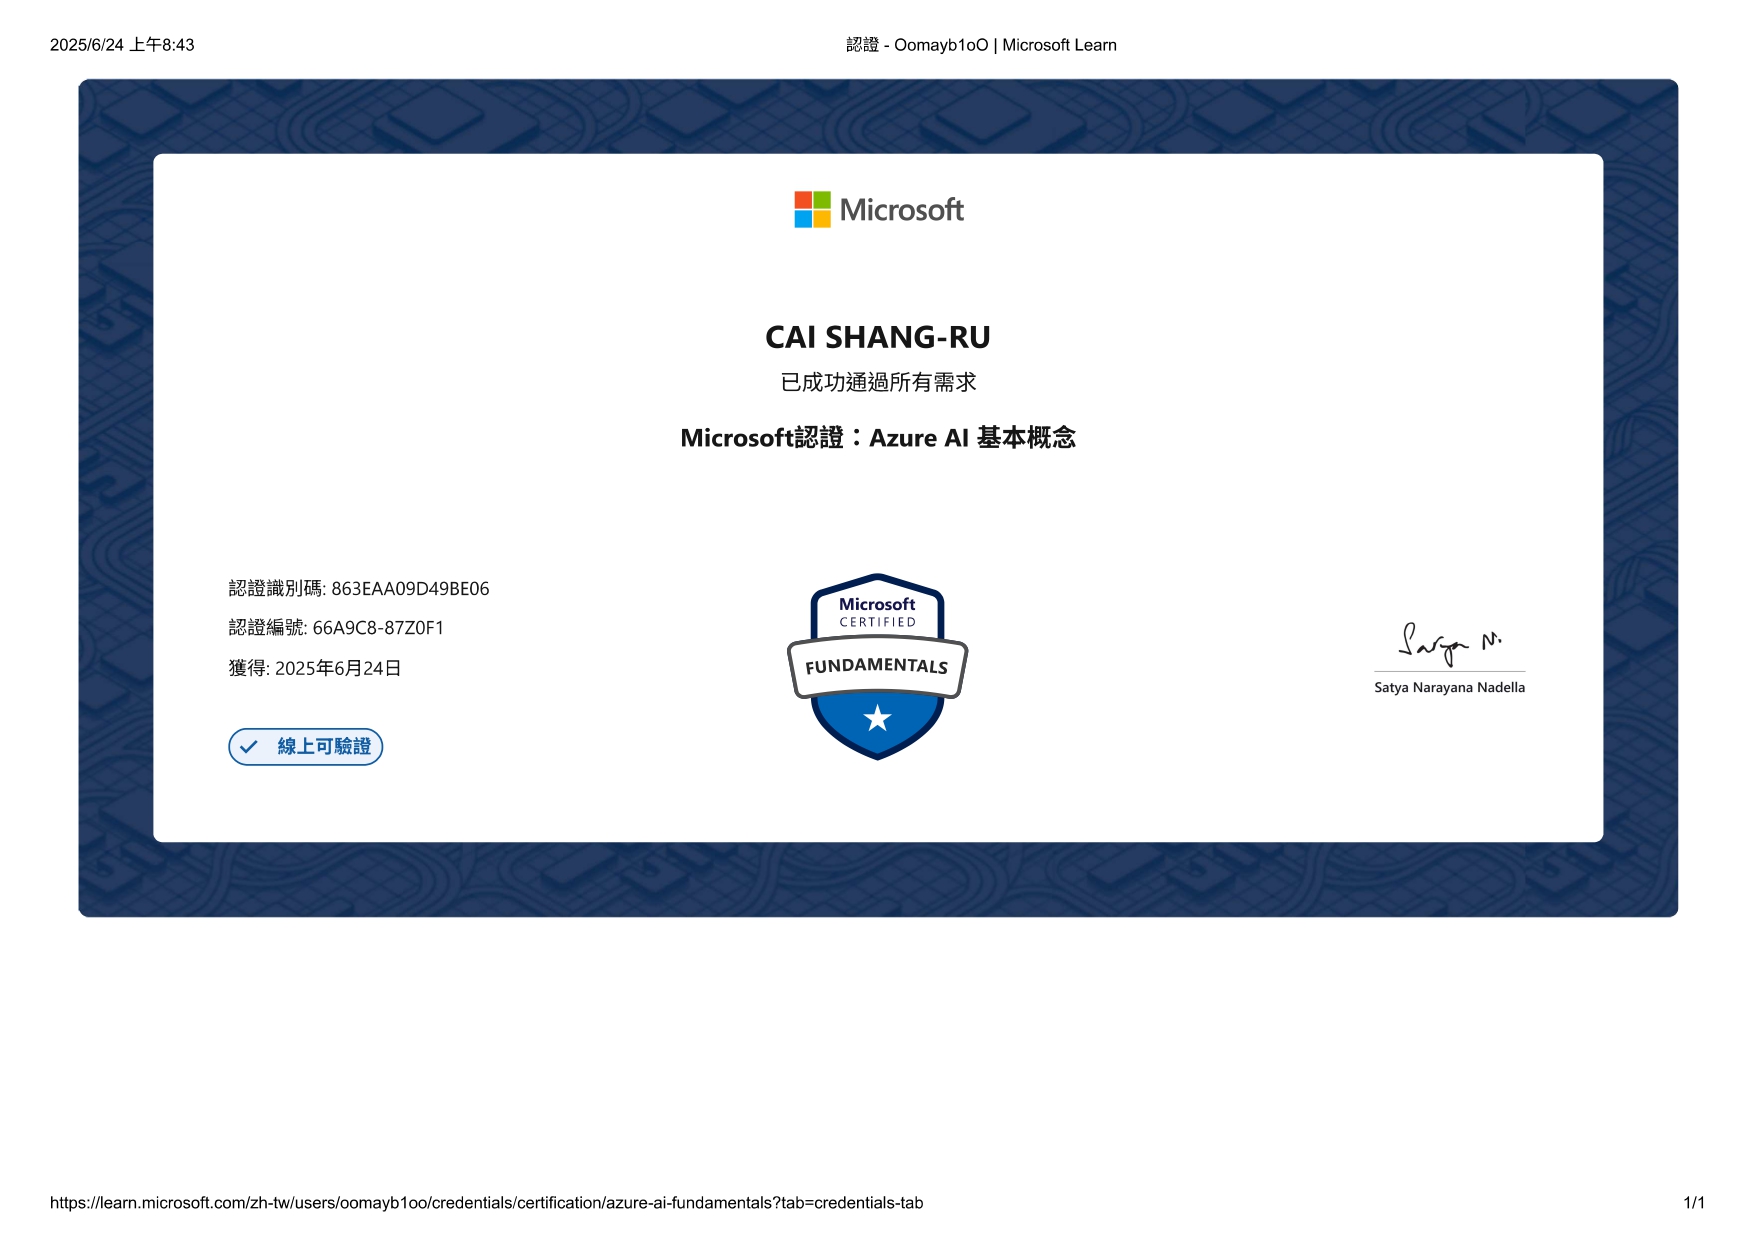 2025/6/24 上午8:43
認證 - Oomayb1oO | Microsoft Learn
Microsoft
CAI SHANG-RU
已成功通過所有需求
Microsoft認證：Azure AI 基本概念
認證識別碼: 863EAA09D49BE06
認證編號: 66A9C8-87Z0F1
獲得: 2025年6月24日
線上可驗證
Microsoft
CERTIFIED
FUNDAMENTALS
Satya N.
Satya Narayana Nadella
https://learn.microsoft.com/zh-tw/users/oomayb1oo/credentials/certification/azure-ai-fundamentals?tab=credentials-tab
1/1